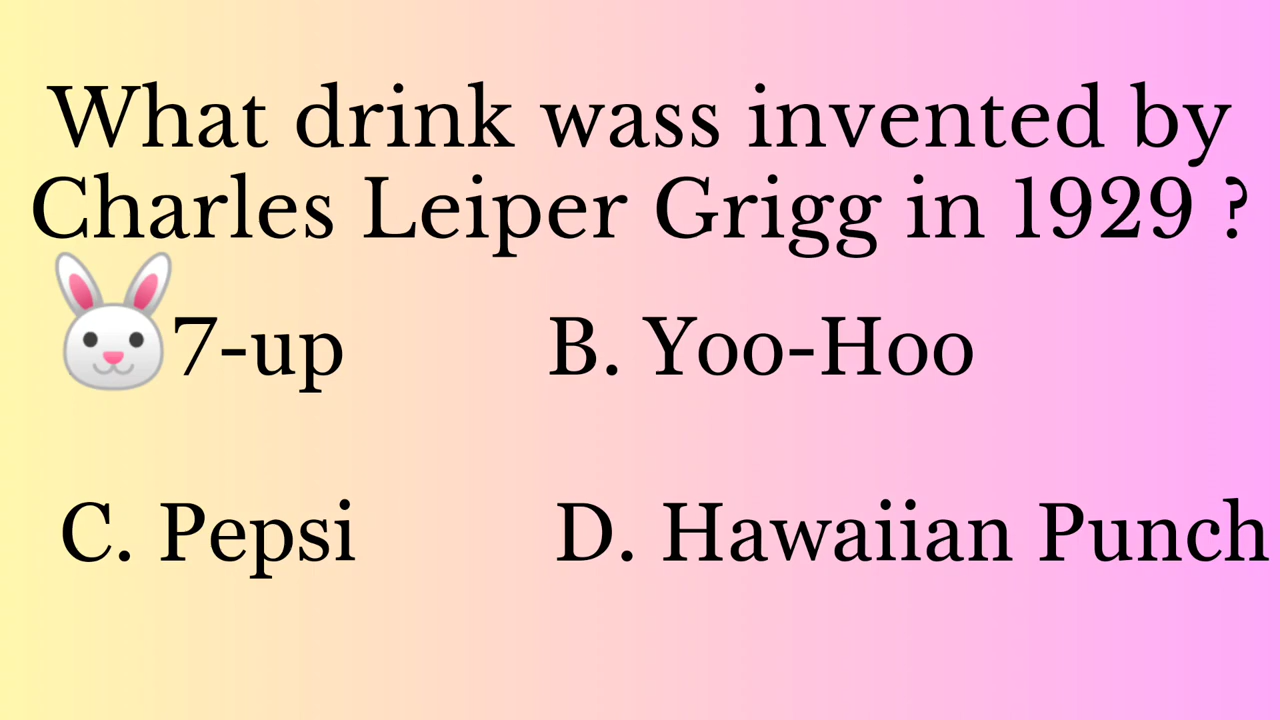 What drink wass invented by
Charles Leiper Grigg in 1929 ?
7-up B. Yoo-Hoo
C. Pepsi D. Hawaiian Punch